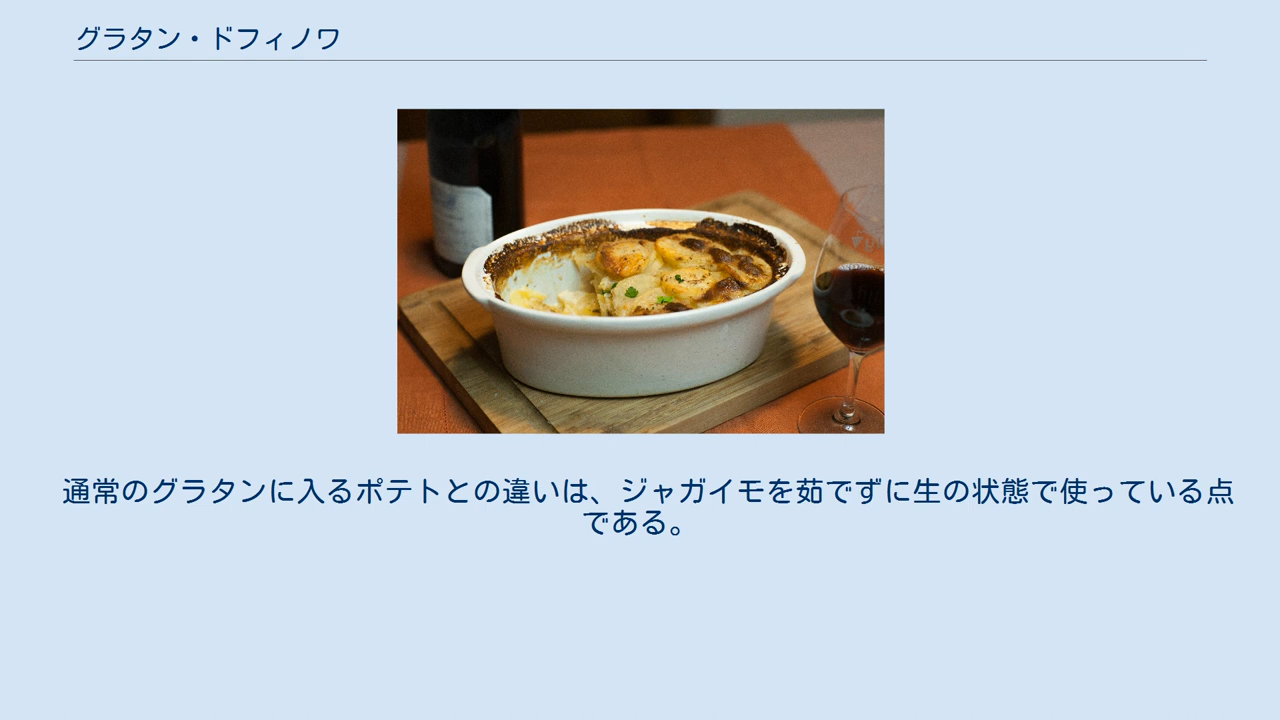 グラタン・ドフィノワ
通常のグラタンに入るポテトとの違いは、ジャガイモを茹でずに生の状態で使っている点
である。